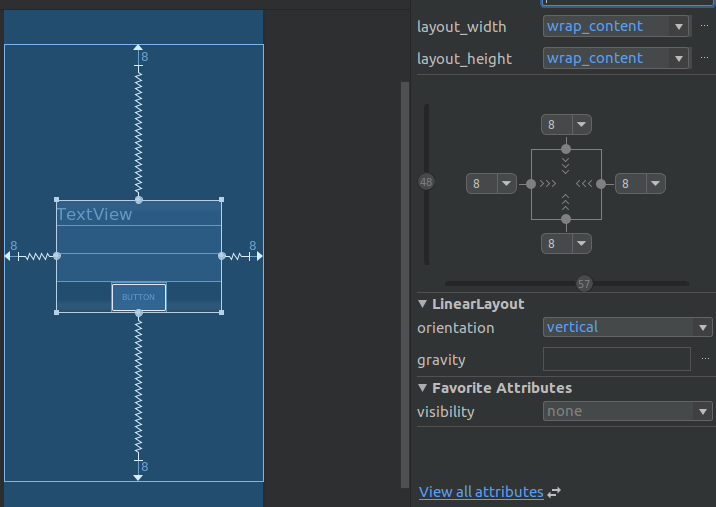 8
TextView
8
8
BUTTON
8
layout_width wrap_content ...
layout_height wrap_content ...
8
48
8
8
8
57
LinearLayout
orientation vertical
gravity ...
Favorite Attributes
visibility none
View all attributes